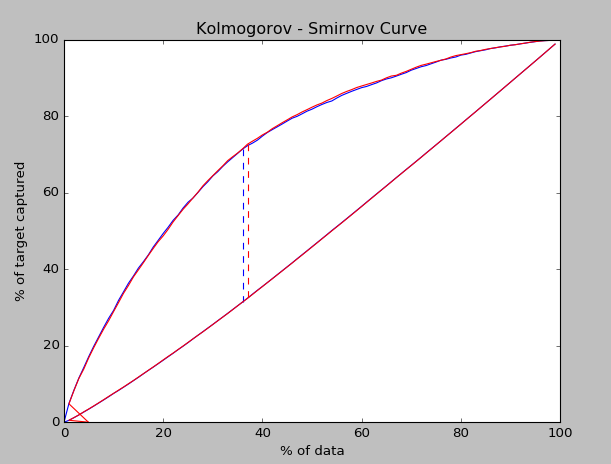 Kolmogorov - Smirnov Curve
% of target captured
100
80
60
40
20
0
0 20 40 60 80 100
% of data